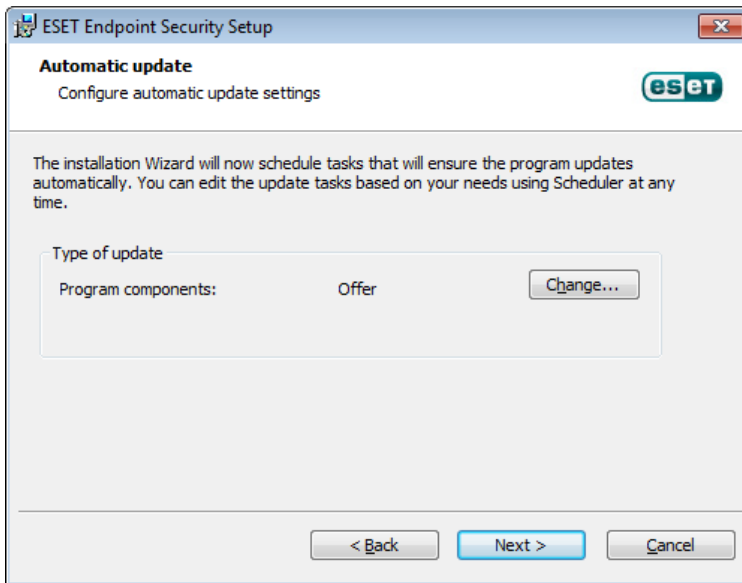 ESET Endpoint Security Setup
Automatic update
Configure automatic update settings
eset
The installation Wizard will now schedule tasks that will ensure the program updates
automatically. You can edit the update tasks based on your needs using Scheduler at any
time.
Type of update
Program components: Offer Change...
< Back Next > Cancel